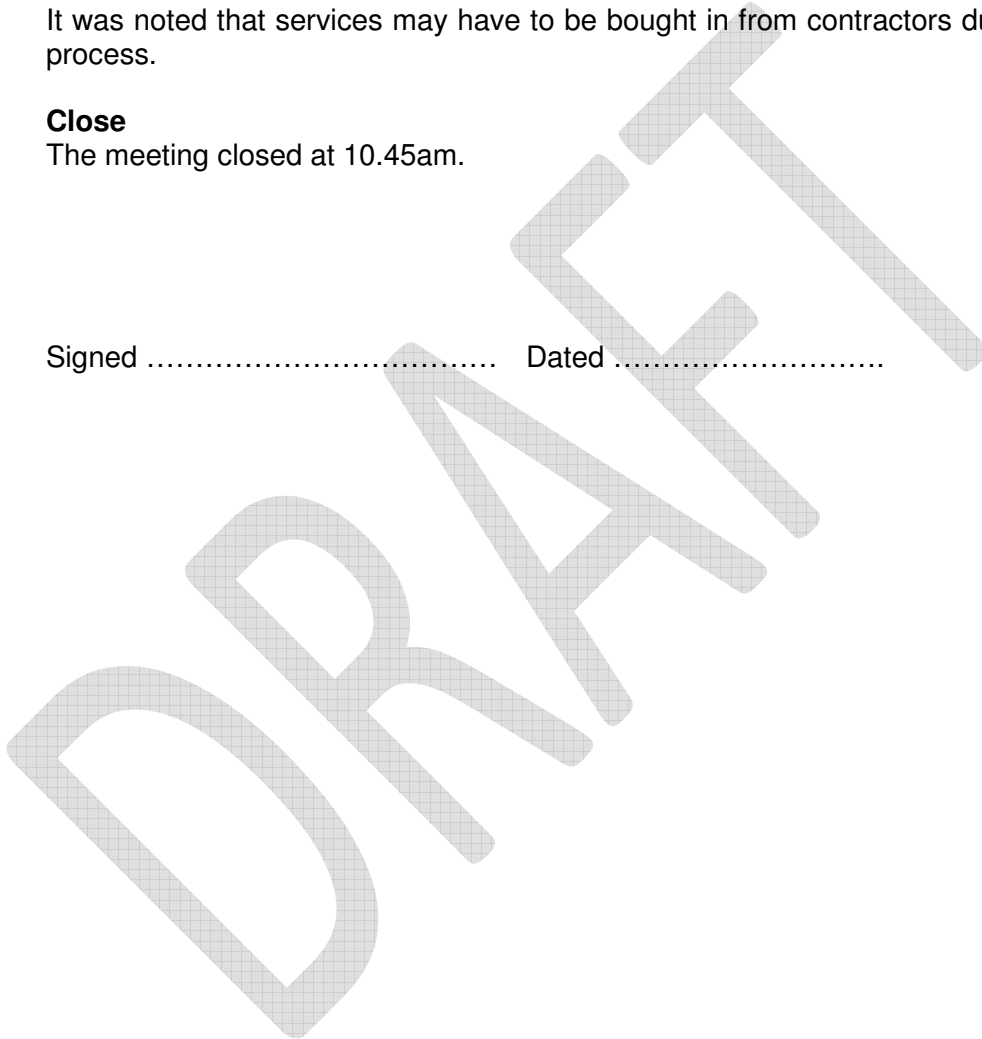 It was noted that services may have to be bought in from contractors
process.
Close
The meeting closed at 10.45am.
Signed ……………………………… Dated ……………………….
DRAFT